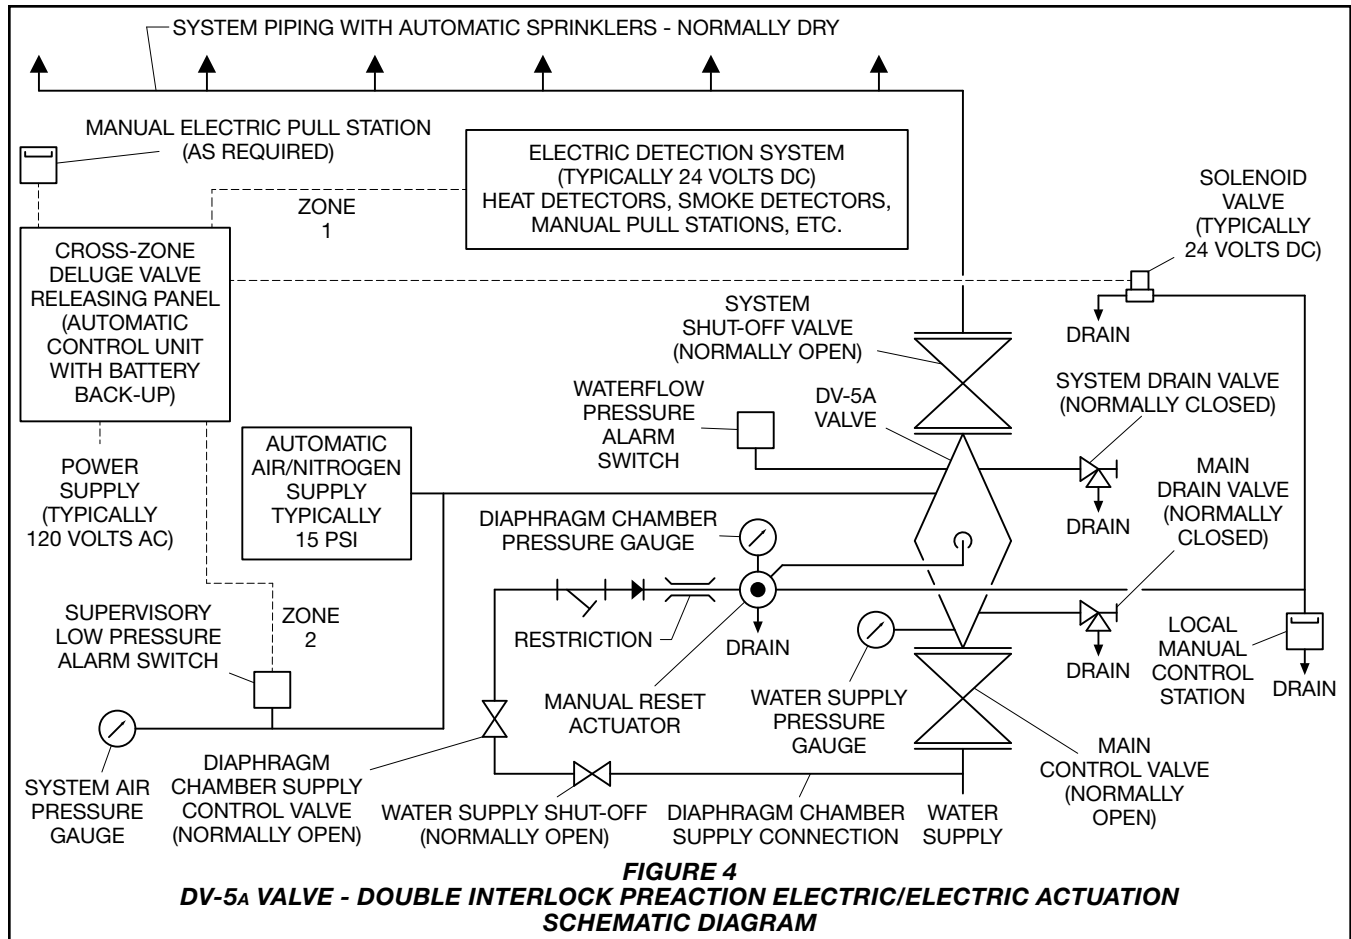 SYSTEM PIPING WITH AUTOMATIC SPRINKLERS - NORMALLY DRY
MANUAL ELECTRIC PULL STATION
(AS REQUIRED)
ELECTRIC DETECTION SYSTEM
(TYPICALLY 24 VOLTS DC)
HEAT DETECTORS, SMOKE DETECTORS,
MANUAL PULL STATIONS, ETC.
ZONE
1
SOLENOID
VALVE
(TYPICALLY
24 VOLTS DC)
CROSS-ZONE
DELUGE VALVE
RELEASING PANEL
(AUTOMATIC
CONTROL UNIT
WITH BATTERY
BACK-UP)
SYSTEM
SHUT-OFF VALVE
(NORMALLY OPEN)
DRAIN
WATERFLOW
PRESSURE
ALARM
SWITCH
DV-5A
VALVE
SYSTEM DRAIN VALVE
(NORMALLY CLOSED)
DRAIN
POWER
SUPPLY
(TYPICALLY
120 VOLTS AC)
AUTOMATIC
AIR/NITROGEN
SUPPLY
TYPICALLY
15 PSI
DIAPHRAGM CHAMBER
PRESSURE GAUGE
MAIN
DRAIN VALVE
(NORMALLY
CLOSED)
DRAIN
SUPERVISORY
LOW PRESSURE
ALARM SWITCH
ZONE
2
RESTRICTION
DRAIN
LOCAL
MANUAL
CONTROL
STATION
DRAIN
MANUAL RESET
ACTUATOR
WATER SUPPLY
PRESSURE
GAUGE
SYSTEM AIR
PRESSURE
GAUGE
DIAPHRAGM
CHAMBER SUPPLY
CONTROL VALVE
(NORMALLY OPEN)
WATER SUPPLY SHUT-OFF
(NORMALLY OPEN)
DIAPHRAGM CHAMBER
SUPPLY CONNECTION
WATER
SUPPLY
MAIN
CONTROL VALVE
(NORMALLY
OPEN)
FIGURE 4
DV-5A VALVE - DOUBLE INTERLOCK PREACTION ELECTRIC/ELECTRIC ACTUATION
SCHEMATIC DIAGRAM